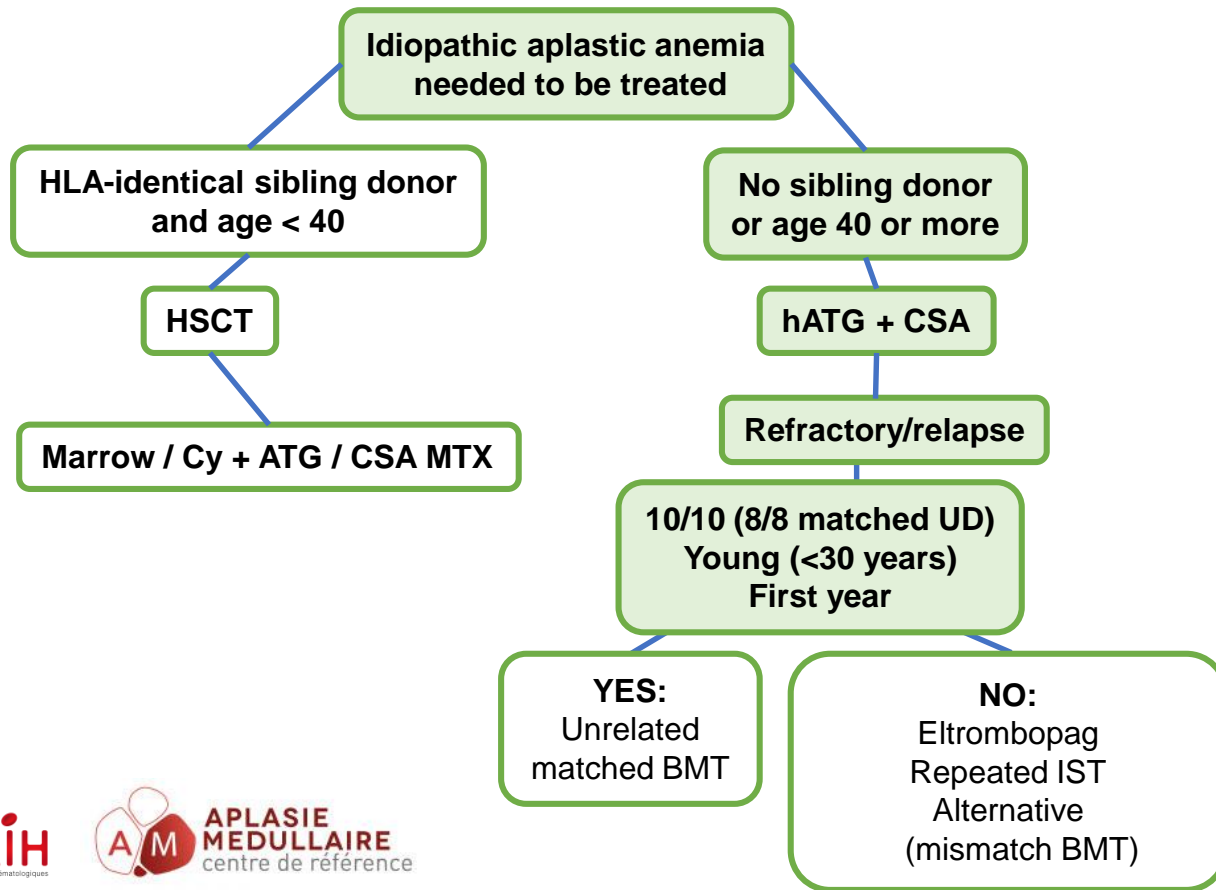 Idiopathic aplastic anemia
needed to be treated
HLA-identical sibling donor
and age < 40
No sibling donor
or age 40 or more
HSCT
hATG + CSA
Marrow / Cy + ATG / CSA MTX
Refractory/relapse
10/10 (8/8 matched UD)
Young (<30 years)
First year
YES:
Unrelated
matched BMT
NO:
Eltrombopag
Repeated IST
Alternative
(mismatch BMT)
AM
APLASIE
MEDULLAIRE
centre de référence